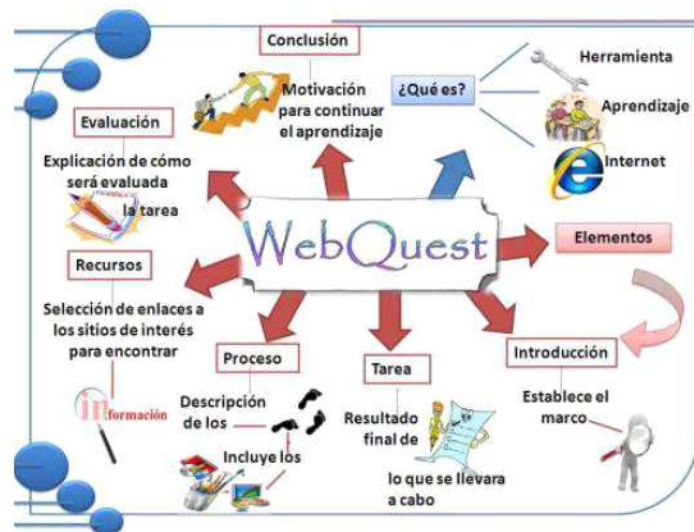 Conclusión
Motivación
para continuar
el aprendizaje
¿Qué es?
Herramienta
Aprendizaje
Internet
Evaluación
Explicación de cómo
será evaluada
la tarea
WebQuest
Elementos
Recursos
Selección de enlaces a
los sitios de interés
para encontrar
información
Proceso
Descripción
de los
Incluye los
Tarea
Resultado
final de
lo que se llevara
a cabo
Introducción
Establece el
marco